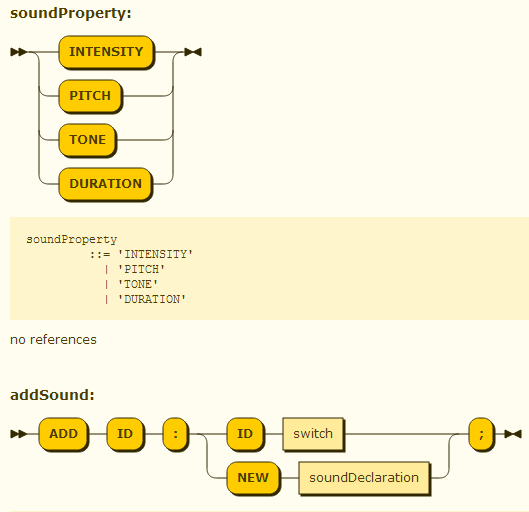 soundProperty:
INTENSITY
PITCH
TONE
DURATION
soundProperty
::= 'INTENSITY'
| 'PITCH'
| 'TONE'
| 'DURATION'
no references
addSound:
ADD ID : ID switch ;
NEW soundDeclaration